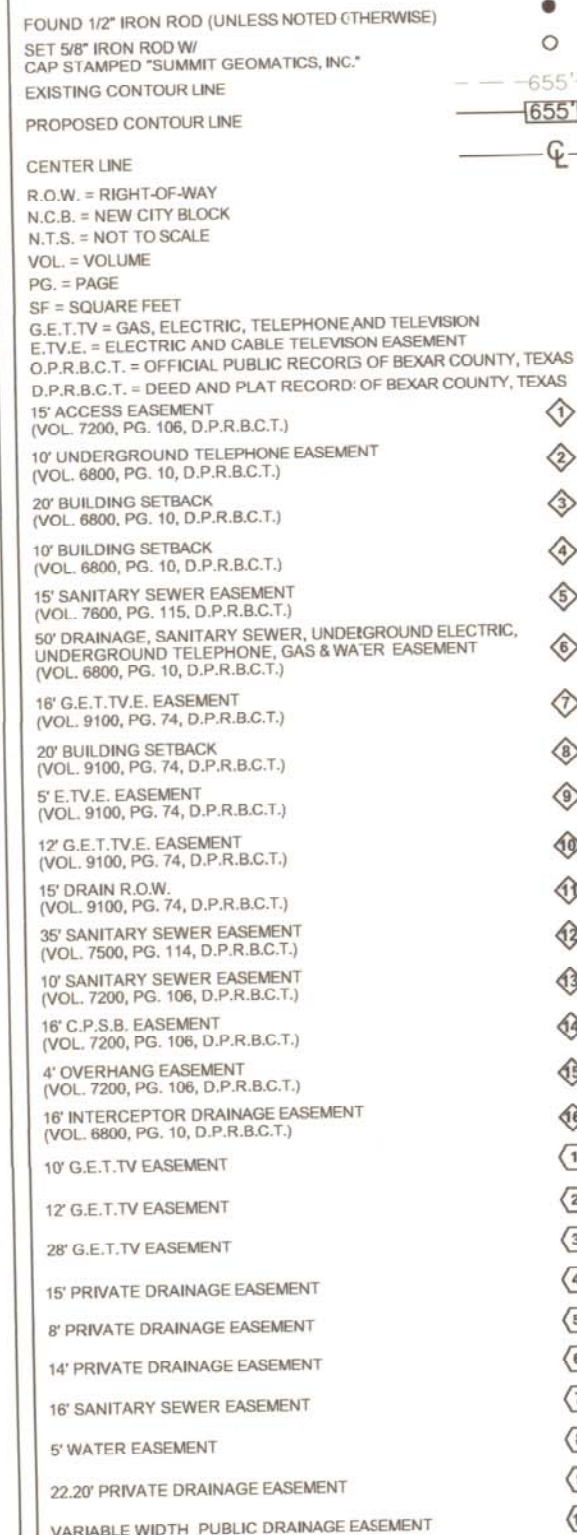 FOUND 1/2" IRON ROD (UNLESS NOTED OTHERWISE)
SET 5/8" IRON ROD W/
CAP STAMPED "SUMMIT GEOMATICS, INC."
EXISTING CONTOUR LINE 655'
PROPOSED CONTOUR LINE 655'
CENTER LINE ℄
R.O.W. = RIGHT-OF-WAY
N.C.B. = NEW CITY BLOCK
N.T.S. = NOT TO SCALE
VOL. = VOLUME
PG. = PAGE
SF = SQUARE FEET
G.E.T.TV = GAS, ELECTRIC, TELEPHONE,AND TELEVISION
E.TV.E. = ELECTRIC AND CABLE TELEVISON EASEMENT
O.P.R.B.C.T. = OFFICIAL PUBLIC RECORDS OF BEXAR COUNTY, TEXAS
D.P.R.B.C.T. = DEED AND PLAT RECORDS OF BEXAR COUNTY, TEXAS
15' ACCESS EASEMENT 1
(VOL. 7200, PG. 106, D.P.R.B.C.T.)
10' UNDERGROUND TELEPHONE EASEMENT 2
(VOL. 6800, PG. 10, D.P.R.B.C.T.)
20' BUILDING SETBACK 3
(VOL. 6800, PG. 10, D.P.R.B.C.T.)
10' BUILDING SETBACK 4
(VOL. 6800, PG. 10, D.P.R.B.C.T.)
15' SANITARY SEWER EASEMENT 5
(VOL. 7600, PG. 115, D.P.R.B.C.T.)
50' DRAINAGE, SANITARY SEWER, UNDERGROUND ELECTRIC,
UNDERGROUND TELEPHONE, GAS & WATER EASEMENT 6
(VOL. 6800, PG. 10, D.P.R.B.C.T.)
16' G.E.T.TV.E. EASEMENT 7
(VOL. 9100, PG. 74, D.P.R.B.C.T.)
20' BUILDING SETBACK 8
(VOL. 9100, PG. 74, D.P.R.B.C.T.)
5' E.TV.E. EASEMENT 9
(VOL. 9100, PG. 74, D.P.R.B.C.T.)
12' G.E.T.TV.E. EASEMENT 10
(VOL. 9100, PG. 74, D.P.R.B.C.T.)
15' DRAIN R.O.W. 11
(VOL. 9100, PG. 74, D.P.R.B.C.T.)
35' SANITARY SEWER EASEMENT 12
(VOL. 7500, PG. 114, D.P.R.B.C.T.)
10' SANITARY SEWER EASEMENT 13
(VOL. 7200, PG. 106, D.P.R.B.C.T.)
16' C.P.S.B. EASEMENT 14
(VOL. 7200, PG. 106, D.P.R.B.C.T.)
4' OVERHANG EASEMENT 15
(VOL. 7200, PG. 106, D.P.R.B.C.T.)
16' INTERCEPTOR DRAINAGE EASEMENT 16
(VOL. 6800, PG. 10, D.P.R.B.C.T.)
10' G.E.T.TV EASEMENT 1
12' G.E.T.TV EASEMENT 2
28' G.E.T.TV EASEMENT 3
15' PRIVATE DRAINAGE EASEMENT 4
8' PRIVATE DRAINAGE EASEMENT 5
14' PRIVATE DRAINAGE EASEMENT 6
16' SANITARY SEWER EASEMENT
5' WATER EASEMENT
22.20' PRIVATE DRAINAGE EASEMENT
VARIABLE WIDTH PUBLIC DRAINAGE EASEMENT